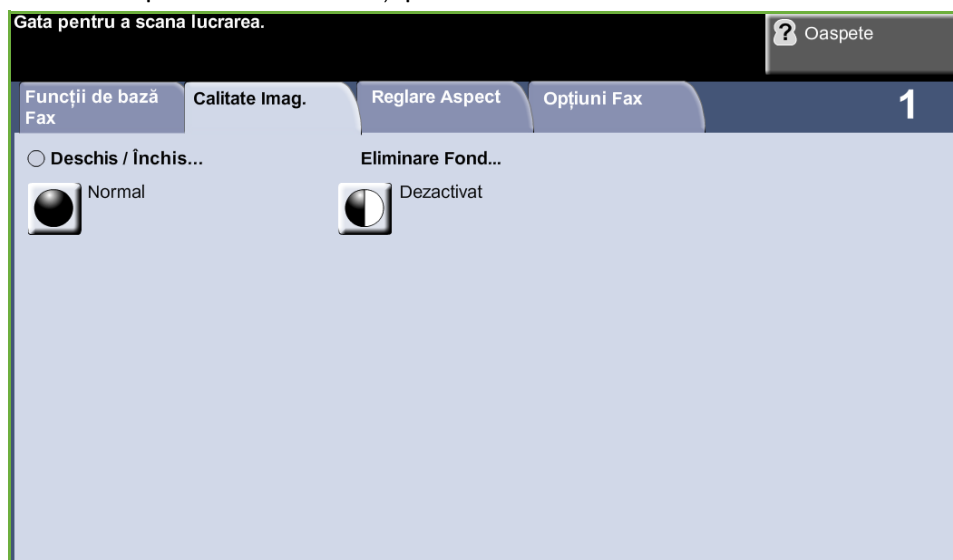 Gata pentru a scana lucrarea.
? Oaspete
Funcții de bază Fax
Calitate Imag.
Reglare Aspect
Opțiuni Fax
1
Deschis / Închis...
Normal
Eliminare Fond...
Dezactivat